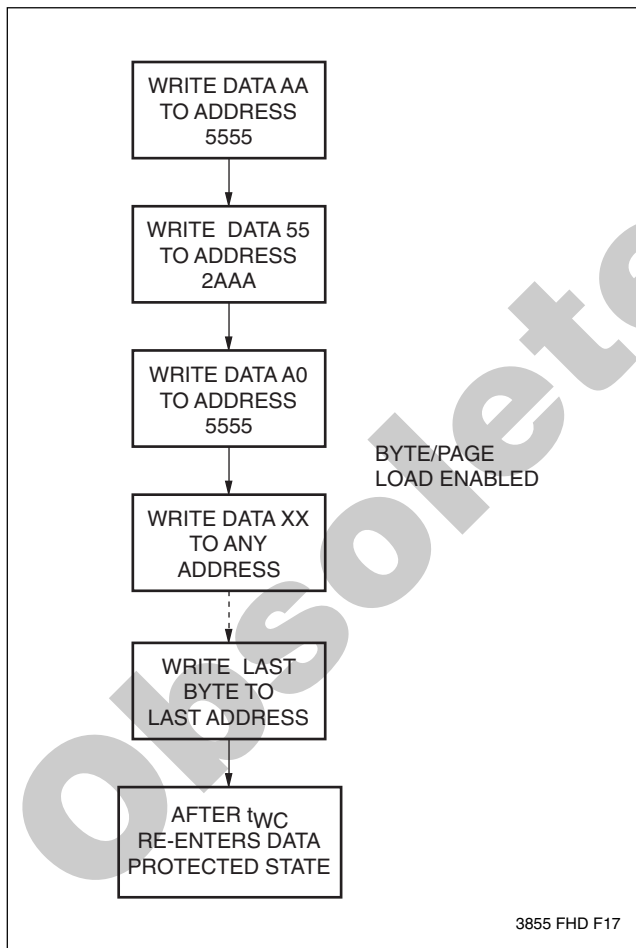 WRITE DATA AA
TO ADDRESS
5555
WRITE DATA 55
TO ADDRESS
2AAA
WRITE DATA A0
TO ADDRESS
5555
BYTE/PAGE
LOAD ENABLED
WRITE DATA XX
TO ANY
ADDRESS
WRITE LAST
BYTE TO
LAST ADDRESS
AFTER tWC
RE-ENTERS DATA
PROTECTED STATE
3855 FHD F17
Obsolete